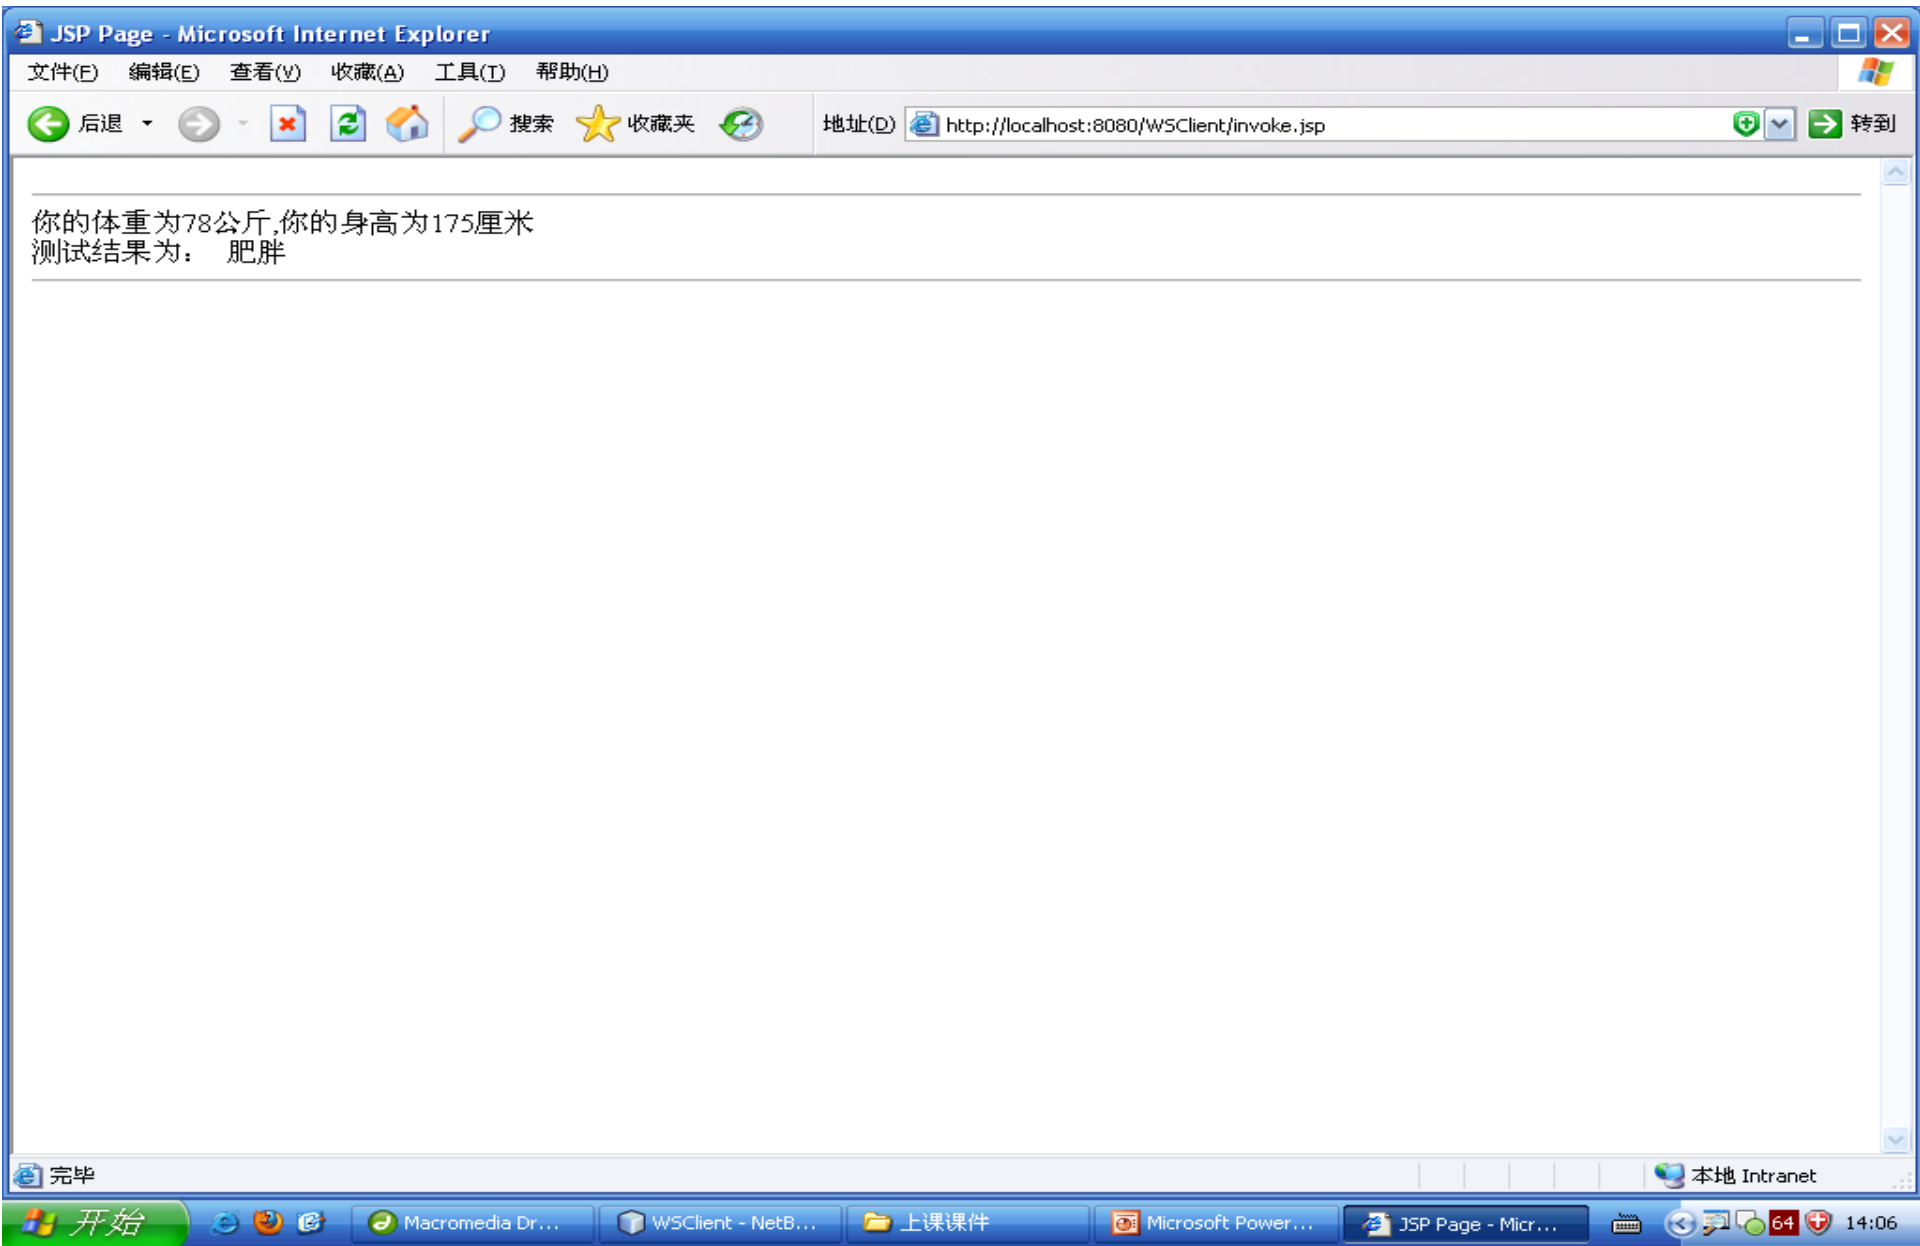 JSP Page - Microsoft Internet Explorer
文件(F) 编辑(E) 查看(V) 收藏(A) 工具(T) 帮助(H)
后退 搜索 收藏夹 地址(D) http://localhost:8080/WSClient/invoke.jsp 转到
你的体重为78公斤,你的身高为175厘米
测试结果为： 肥胖
完毕 本地 Intranet
开始 Macromedia Dr... WSClient - NetB... 上课课件 Microsoft Power... JSP Page - Micr... 64 14:06